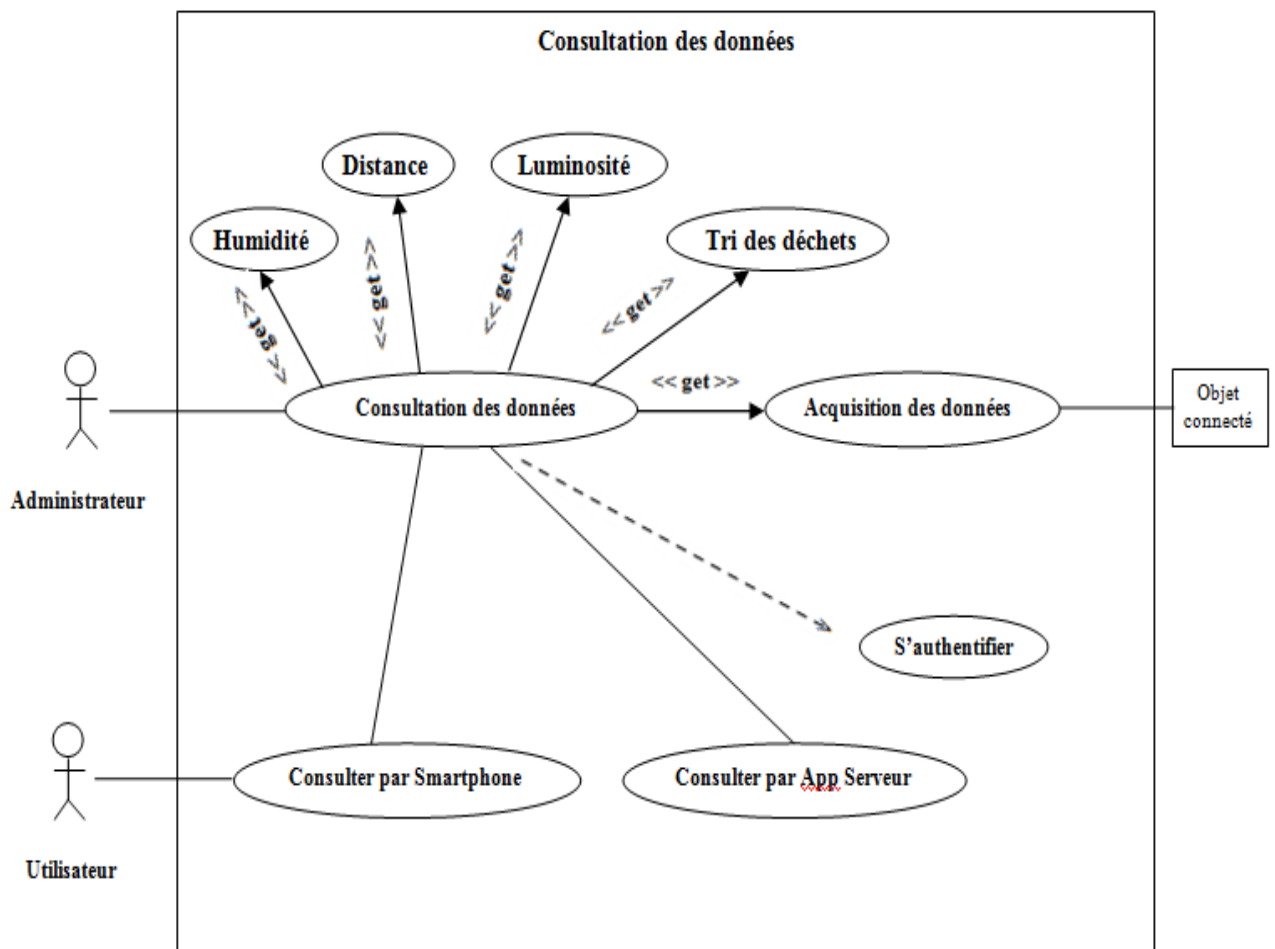 Consultation des données
Distance
Luminosité
Humidité
Tri des déchets
<< get >>
<< get >>
<< get >>
<< get >>
<< get >>
Consultation des données
Acquisition des données
Objet
connecté
Administrateur
S'authentifier
Consulter par Smartphone
Consulter par App Serveur
Utilisateur